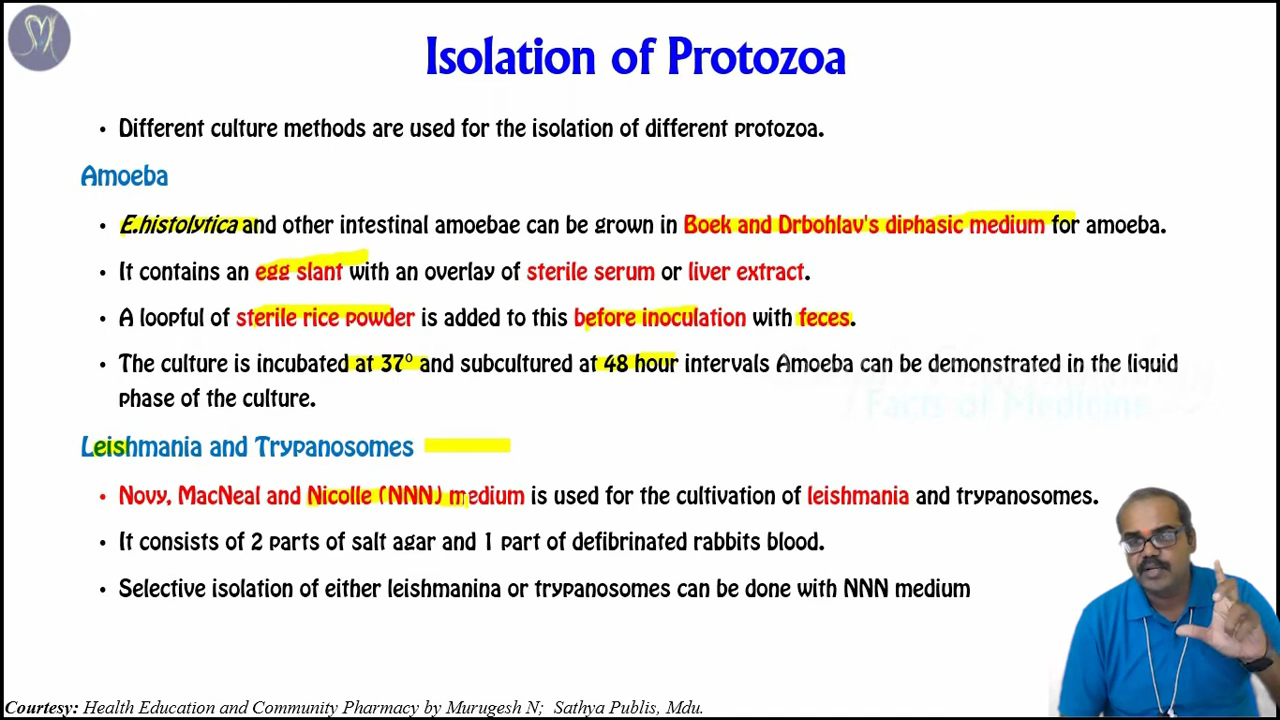 Isolation of Protozoa
• Different culture methods are used for the isolation of different protozoa.
Amoeba
• E.histolytica and other intestinal amoebae can be grown in Boek and Drbohlav's diphasic medium for amoeba.
• It contains an egg slant with an overlay of sterile serum or liver extract.
• A loopful of sterile rice powder is added to this before inoculation with feces.
• The culture is incubated at 37⁰ and subcultured at 48 hour intervals Amoeba can be demonstrated in the liquid
phase of the culture.
Facts of Medicine
Leishmania and Trypanosomes
• Novy, MacNeal and Nicolle (NNN) medium is used for the cultivation of leishmania and trypanosomes.
• It consists of 2 parts of salt agar and 1 part of defibrinated rabbits blood.
• Selective isolation of either leishmanina or trypanosomes can be done with NNN medium
Courtesy: Health Education and Community Pharmacy by Murugesh N; Sathya Publis, Mdu.